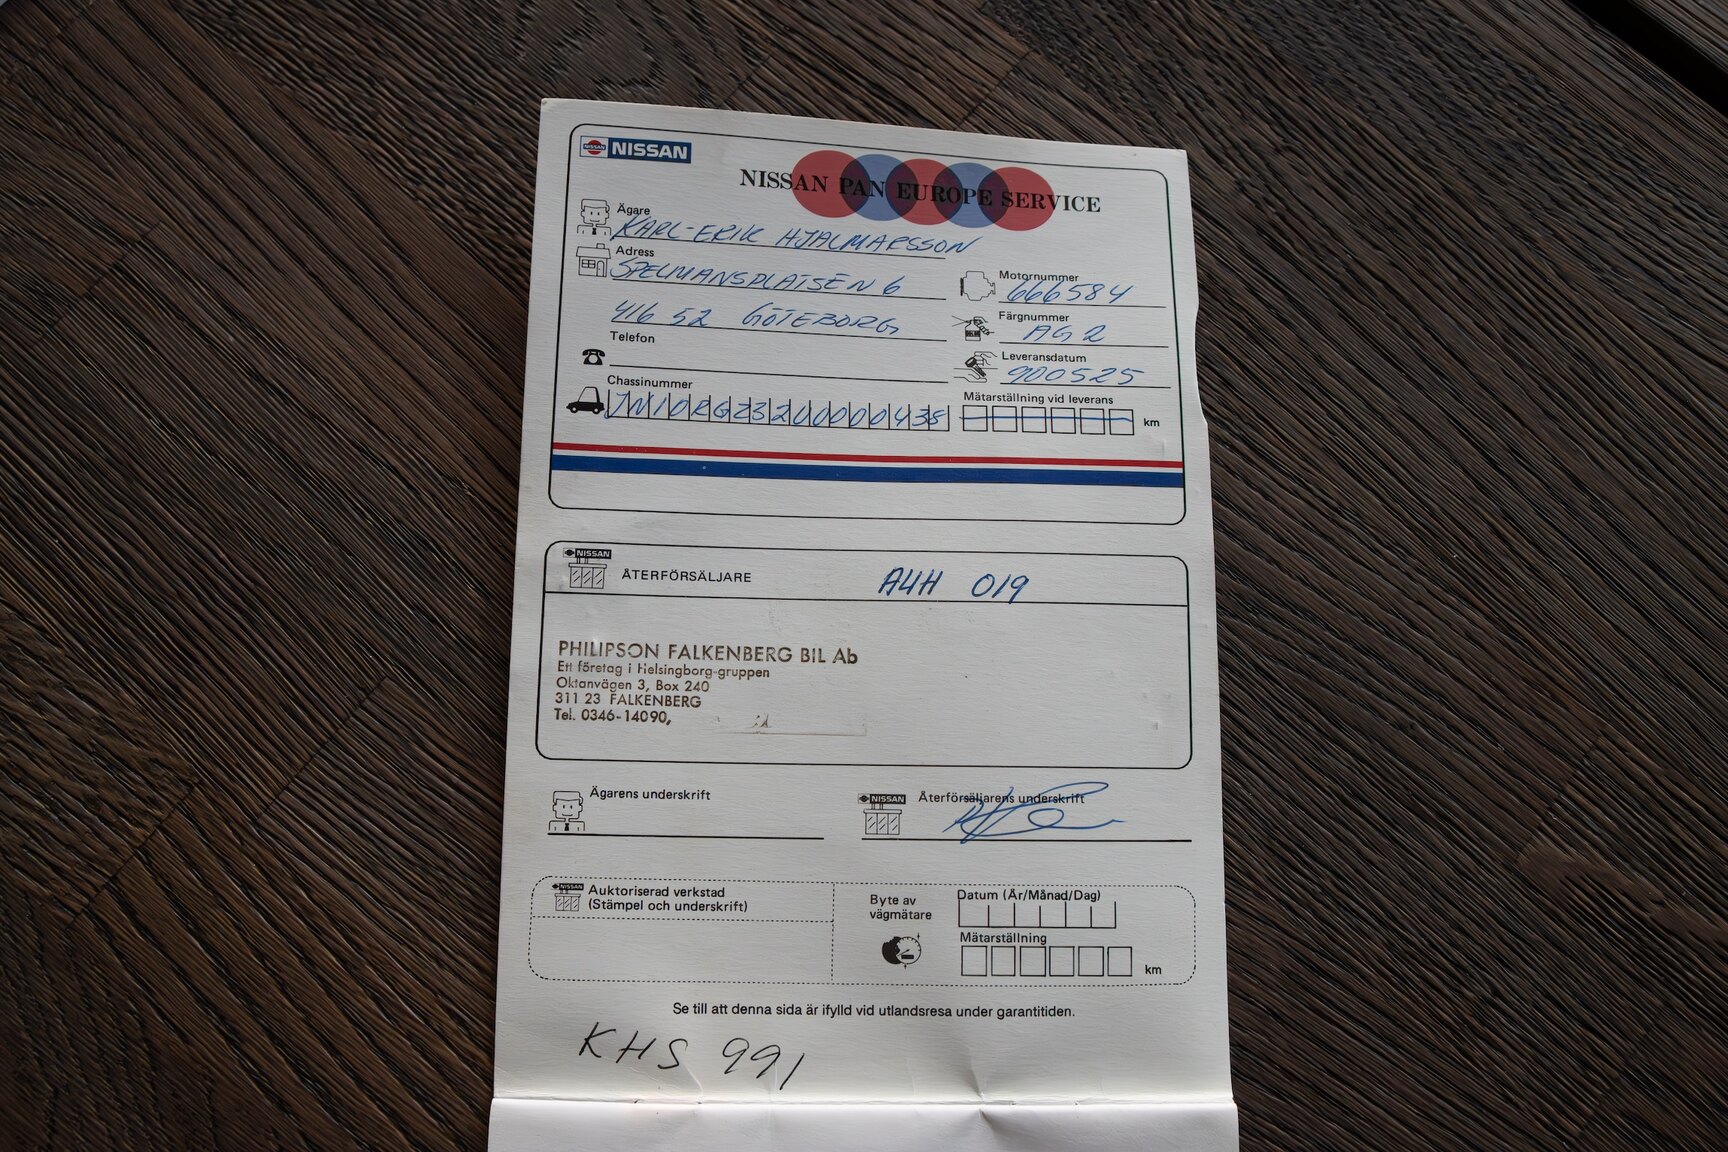 NISSAN NISSAN
NISSAN PAN EUROPE SERVICE
Ägare
KARL-ERIK HJALMARSSON
Adress
SPELMANSPLATSEN 6
416 52 GÖTEBORG
Telefon
Chassinummer
JN10RGZ32U0000438
Motornummer
666584
Färgnummer
AG2
Leveransdatum
900525
Mätarställning vid leverans
km
NISSAN
ÅTERFÖRSÄLJARE A4H 019
PHILIPSON FALKENBERG BIL Ab
Ett företag i Helsingborg-gruppen
Oktanvägen 3, Box 240
311 23 FALKENBERG
Tel. 0346-14090,
Ägarens underskrift
NISSAN Återförsäljarens underskrift
NISSAN Auktoriserad verkstad
(Stämpel och underskrift)
Byte av
vägmätare
Datum (År/Månad/Dag)
Mätarställning
km
Se till att denna sida är ifylld vid utlandsresa under garantitiden.
KHS 991